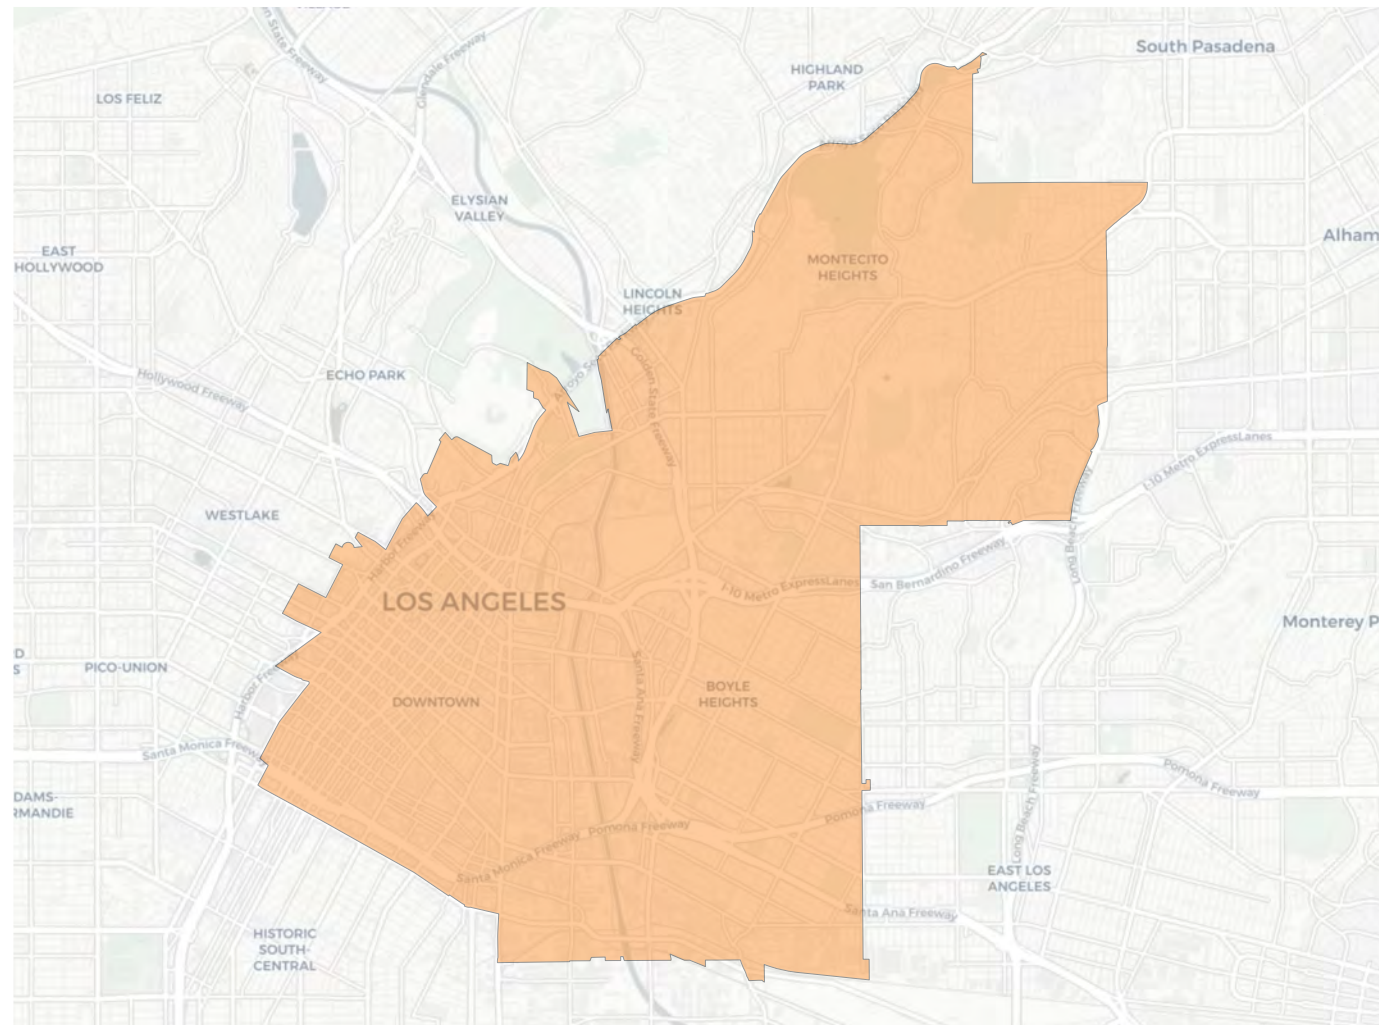 State Freeway
Glendale Freeway
South Pasadena
HIGHLAND
PARK
LOS FELIZ
ELYSIAN
VALLEY
EAST
HOLLYWOOD
Alham
MONTECITO
HEIGHTS
LINCOLN
HEIGHTS
Golden State Freeway
ECHO PARK
Hollywood Freeway
I-10 Metro ExpressLanes
WESTLAKE
Harbor Freeway
Long Beach Freeway
San Bernardino Freeway
I-10 Metro ExpressLanes
LOS ANGELES
Monterey P
D
S
PICO-UNION
Harbor Freeway
Santa Ana Freeway
BOYLE
HEIGHTS
DOWNTOWN
Santa Monica Freeway
Pomona Freeway
DAMS-
RMANDIE
Pomona Freeway
Long Beach Freeway
Santa Monica Freeway
Pomona Freeway
EAST LOS
ANGELES
Santa Ana Freeway
HISTORIC
SOUTH-
CENTRAL